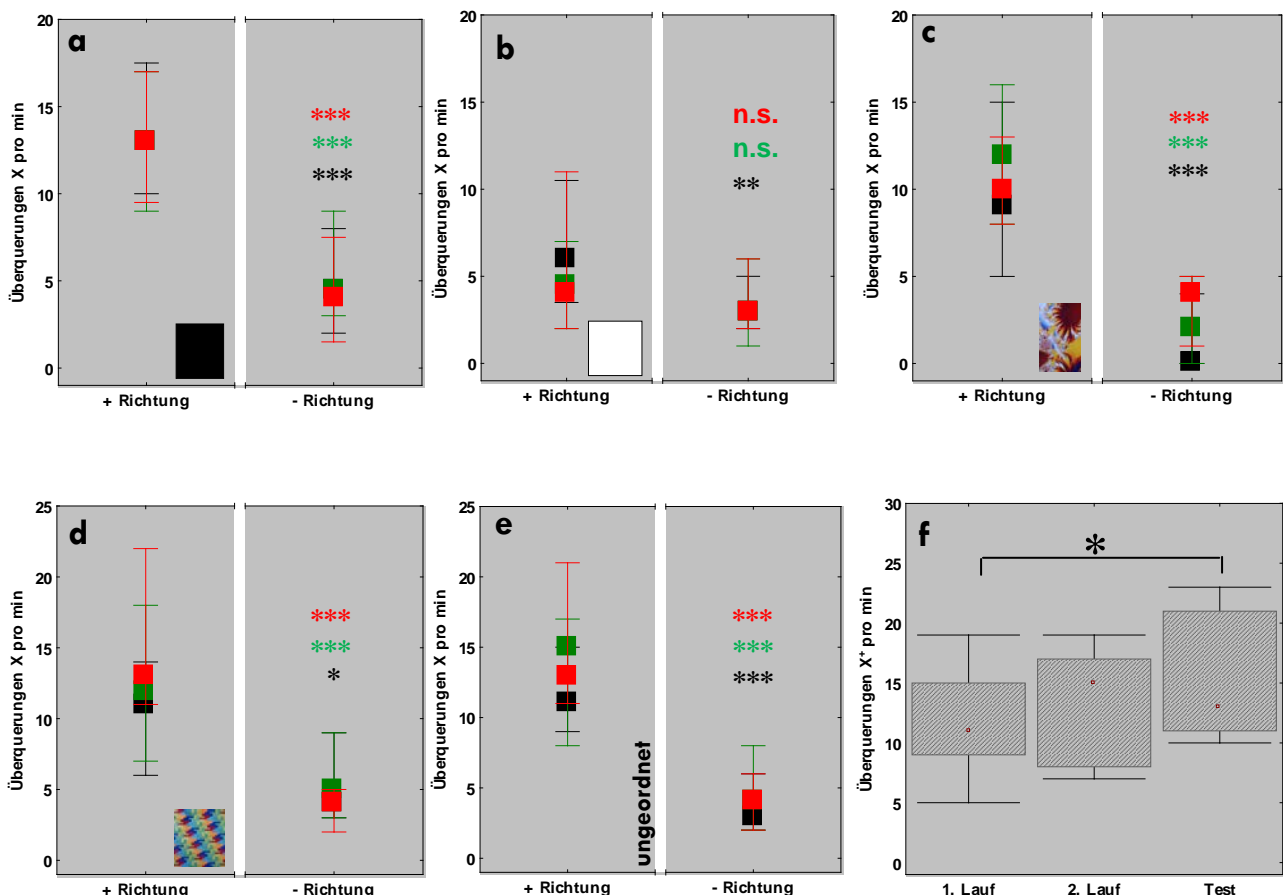 a
Überquerungen X pro min
20
15
10
5
0
***
***
***
+ Richtung
- Richtung
b
Überquerungen X pro min
20
15
10
5
0
n.s.
n.s.
**
+ Richtung
- Richtung
c
Überquerungen X pro min
20
15
10
5
0
***
***
***
+ Richtung
- Richtung
d
Überquerungen X pro min
25
20
15
10
5
0
***
***
*
+ Richtung
- Richtung
e
Überquerungen X pro min
25
20
15
10
5
0
***
***
***
ungeordnet
+ Richtung
- Richtung
f
Überquerungen X⁺ pro min
30
25
20
15
10
5
0
*
1. Lauf
2. Lauf
Test